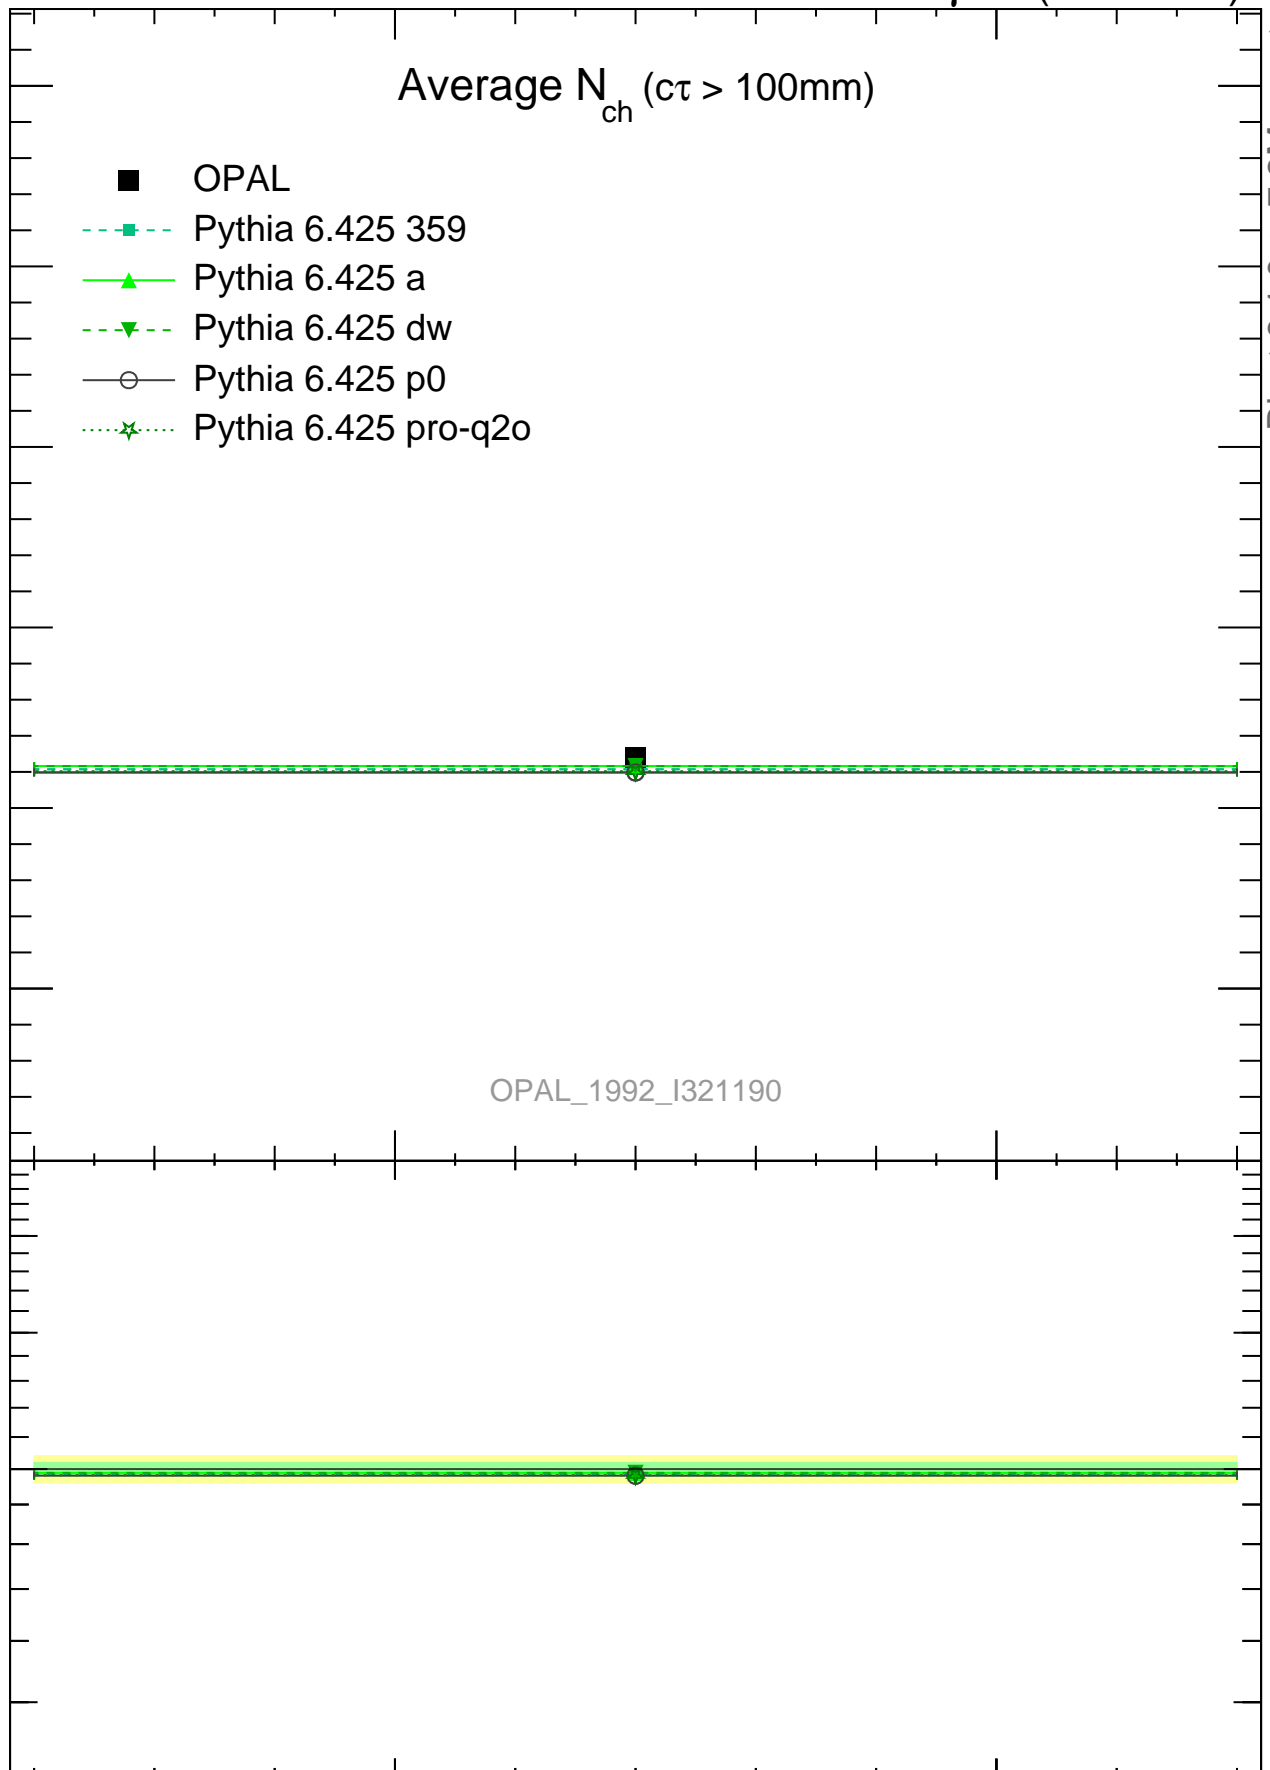 Average N_ch (cτ > 100mm)
OPAL
Pythia 6.425 359
Pythia 6.425 a
Pythia 6.425 dw
Pythia 6.425 p0
Pythia 6.425 pro-q2o
OPAL_1992_I321190